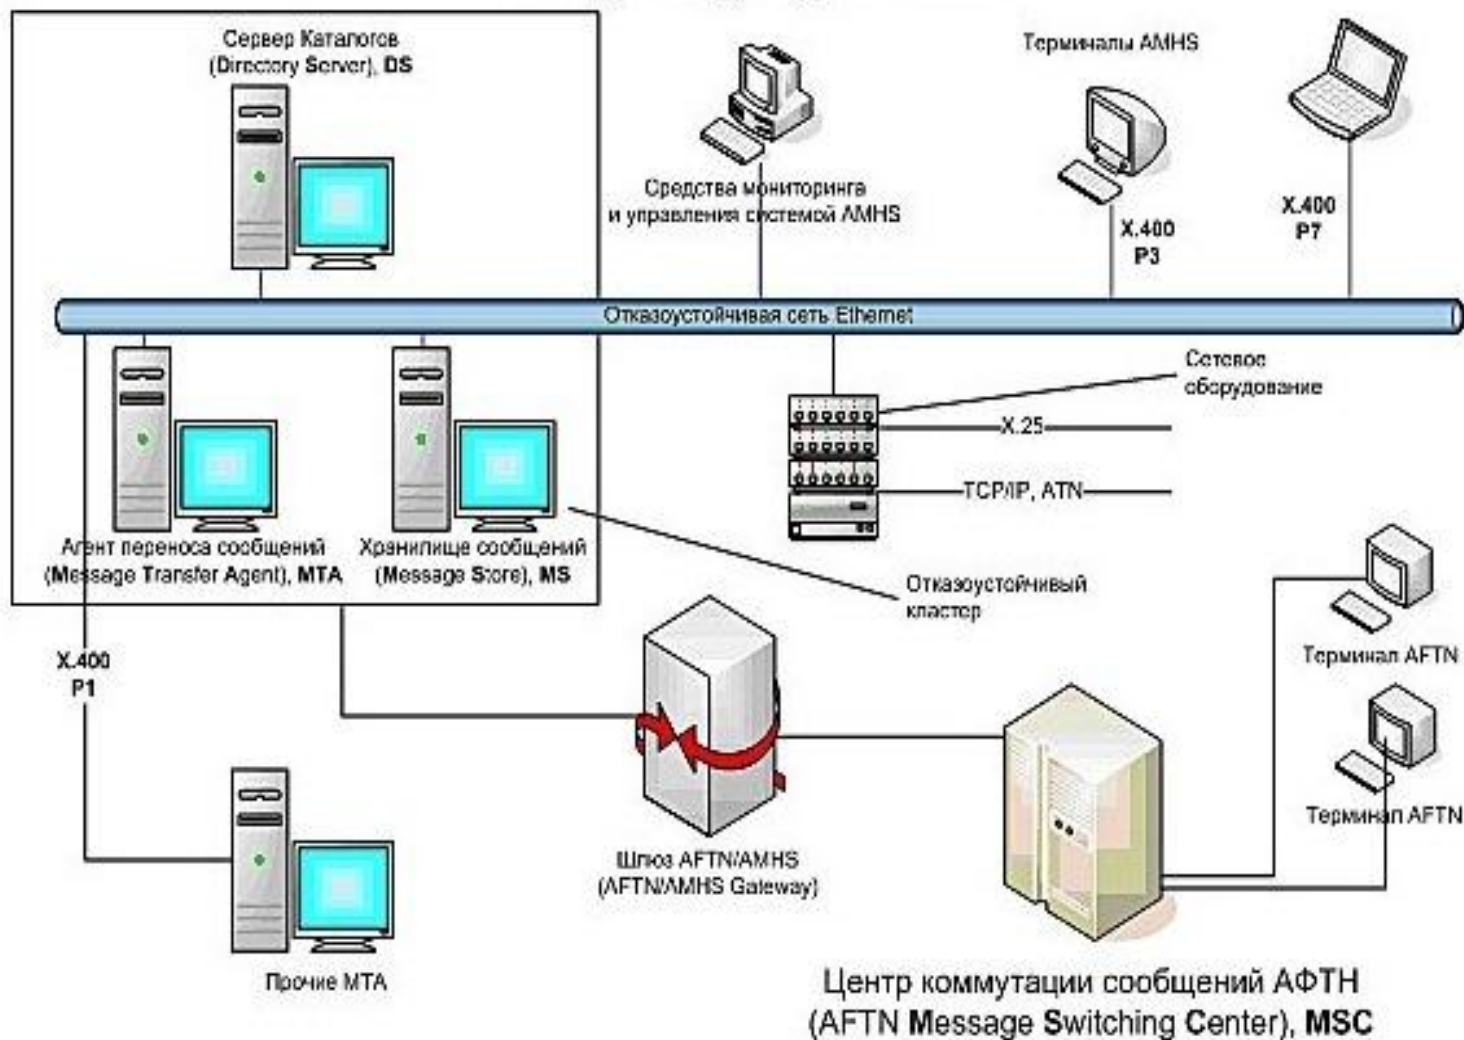 Сервер Каталогов
(Directory Server), DS
Средства мониторинга
и управления системой AMHS
Терминалы AMHS
X.400
P3
X.400
P7
Отказоустойчивая сеть Ethernet
Сетевое
оборудование
X.25
TCP/IP, ATN
Агент переноса сообщений
(Message Transfer Agent), MTA
Хранилище сообщений
(Message Store), MS
Отказоустойчивый
кластер
X.400
P1
Терминал AFTN
Терминал AFTN
Шлюз AFTN/AMHS
(AFTN/AMHS Gateway)
Прочие MTA
Центр коммутации сообщений АФТН
(AFTN Message Switching Center), MSC